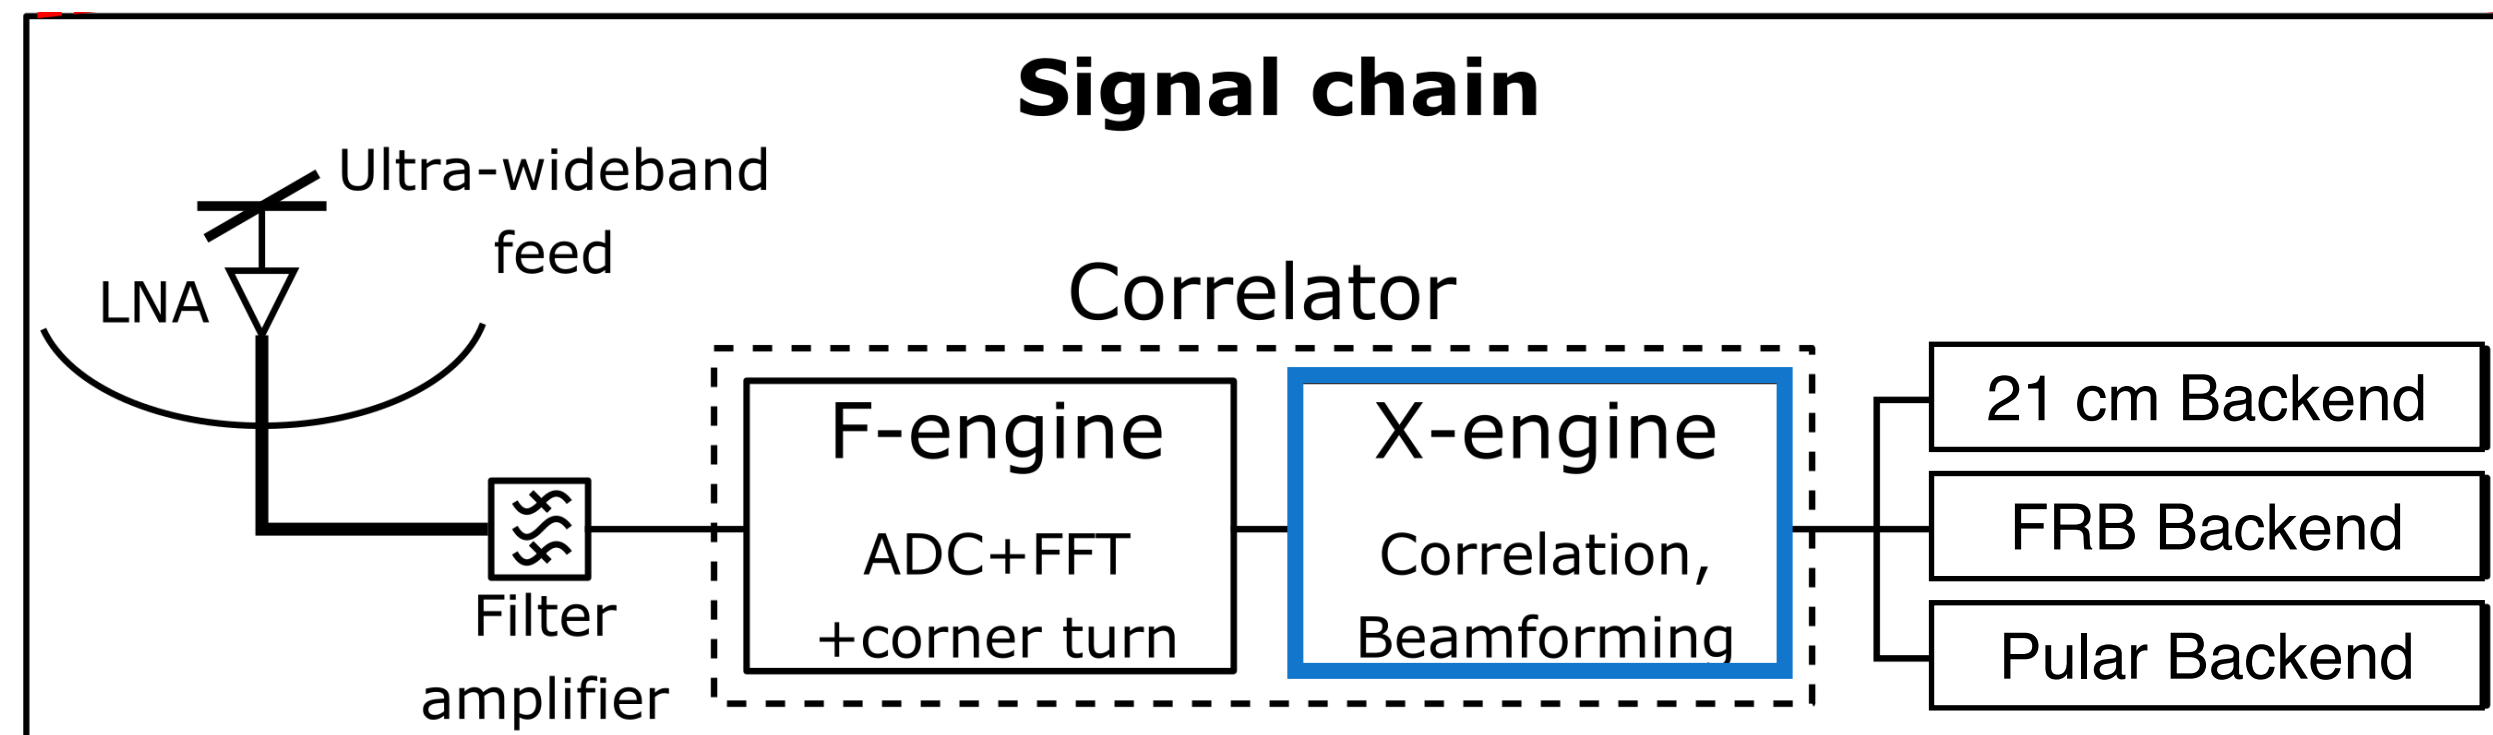 Signal chain
Ultra-wideband
feed
LNA
Correlator
F-engine
ADC+FFT
+corner turn
X-engine
Correlation,
Beamforming
Filter
amplifier
21 cm Backend
FRB Backend
Pular Backend